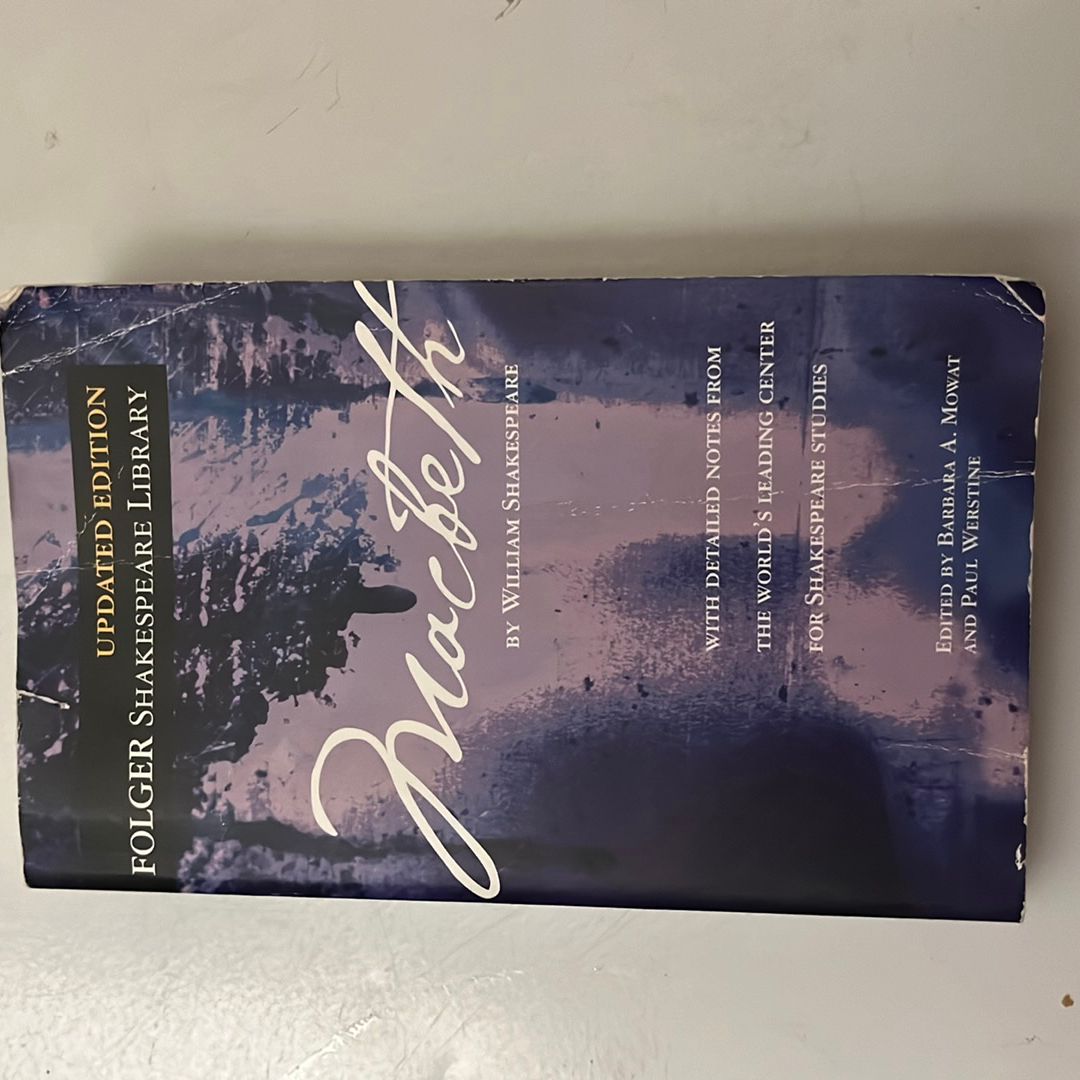 UPDATED EDITION
FOLGER SHAKESPEARE LIBRARY
Macbeth
BY WILLIAM SHAKESPEARE
WITH DETAILED NOTES FROM
THE WORLD'S LEADING CENTER
FOR SHAKESPEARE STUDIES
EDITED BY BARBARA A. MOWAT
AND PAUL WERSTINE